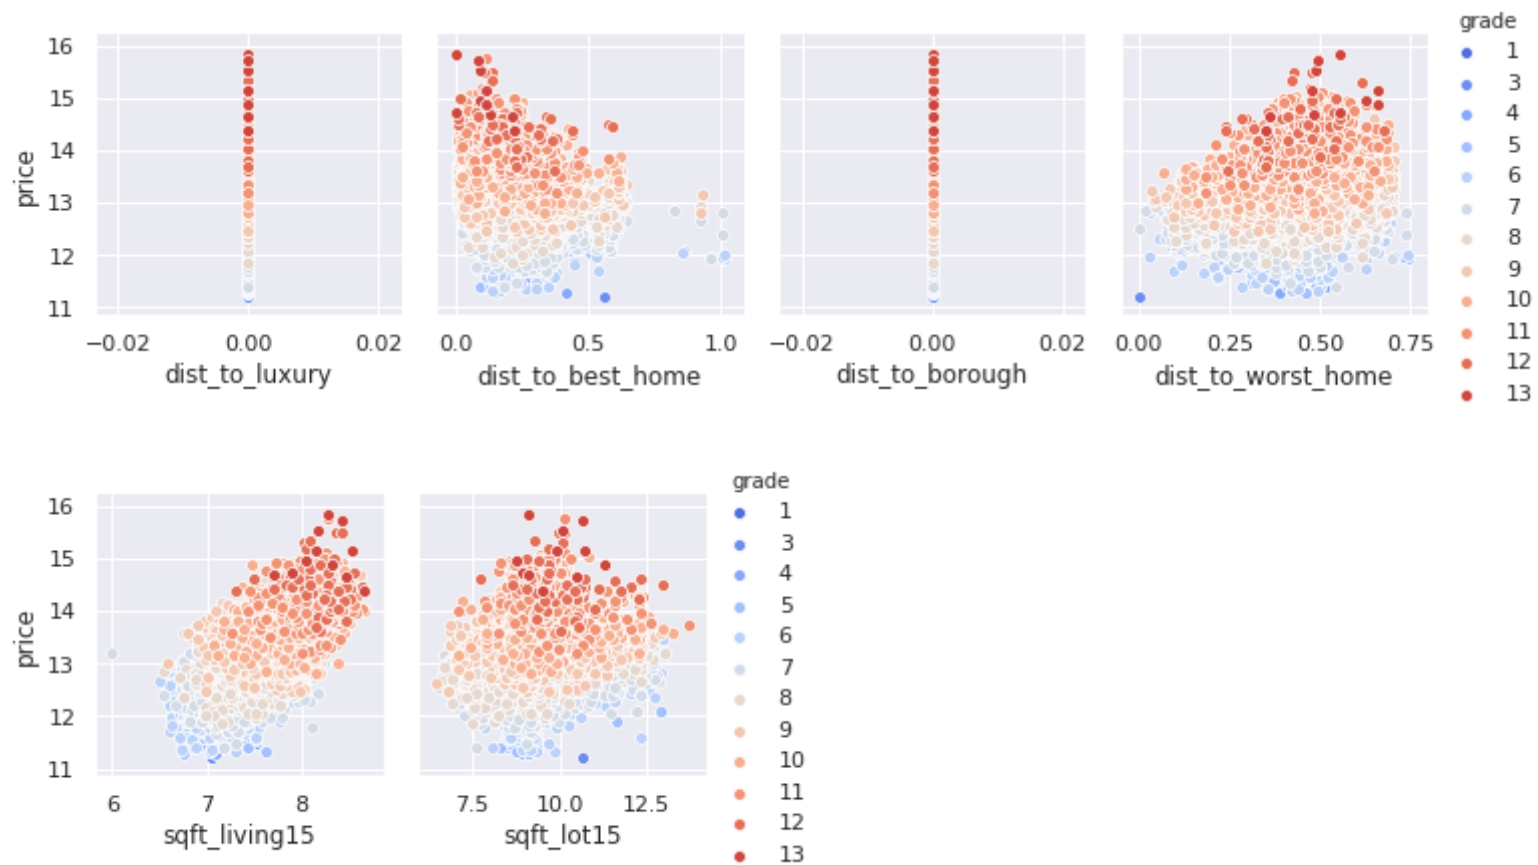 grade
1
3
4
5
6
7
8
9
10
11
12
13
price
16
15
14
13
12
11
−0.02 0.00 0.02
dist_to_luxury
0.0 0.5 1.0
dist_to_best_home
−0.02 0.00 0.02
dist_to_borough
0.00 0.25 0.50 0.75
dist_to_worst_home
price
16
15
14
13
12
11
6 7 8
sqft_living15
7.5 10.0 12.5
sqft_lot15
grade
1
3
4
5
6
7
8
9
10
11
12
13